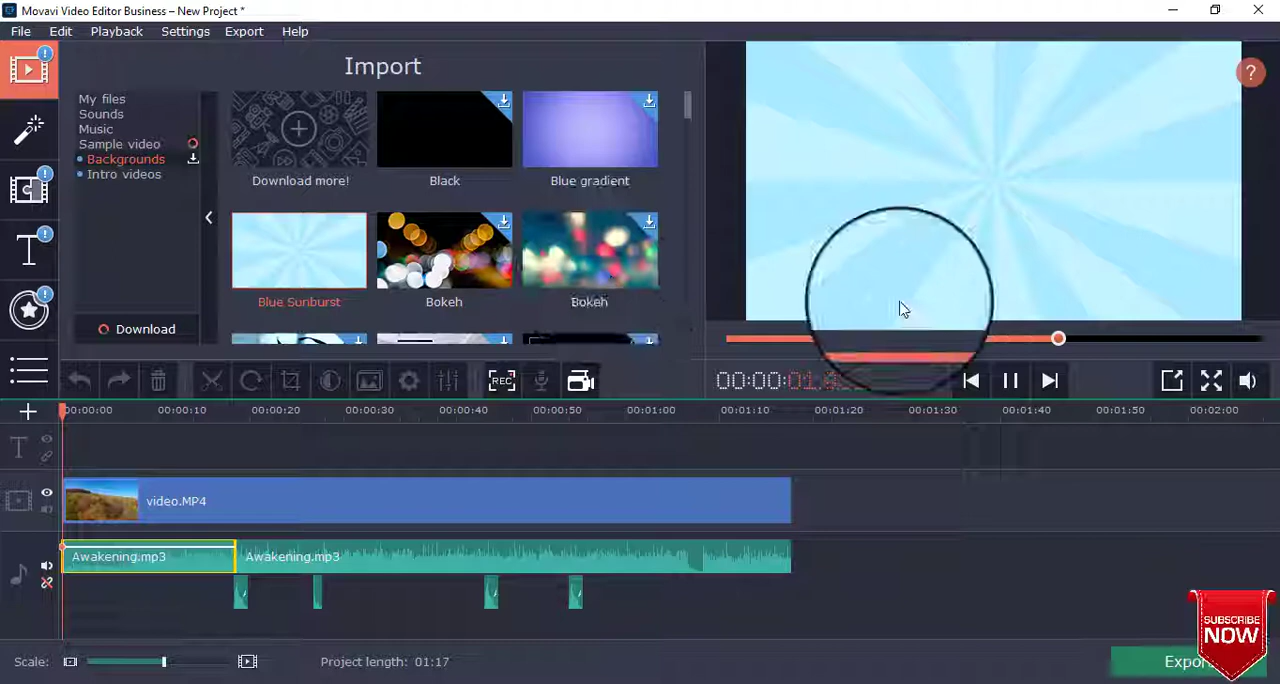 Movavi Video Editor Business – New Project *
File Edit Playback Settings Export Help
Import
My files
Sounds
Music
Sample video
Backgrounds
Intro videos
Download
Download more!
Black
Blue gradient
Blue Sunburst
Bokeh
Bokeh
?
REC
00:00:01
00:00:00 00:00:10 00:00:20 00:00:30 00:00:40 00:00:50 00:01:00 00:01:10 00:01:20 00:01:30 00:01:40 00:01:50 00:02:00
T
video.MP4
Awakening.mp3 Awakening.mp3
Scale:
Project length: 01:17
SUBSCRIBE
NOW